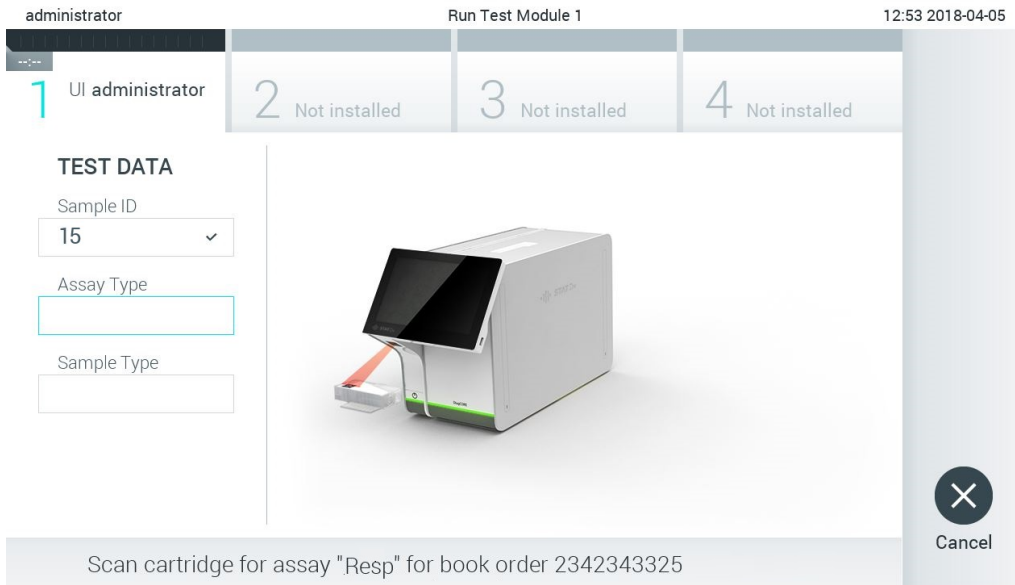 administrator
Run Test Module 1
12:53 2018-04-05
--:--
1
UI administrator
2
Not installed
3
Not installed
4
Not installed
TEST DATA
Sample ID
15
Assay Type
Sample Type
Cancel
Scan cartridge for assay "Resp" for book order 2342343325